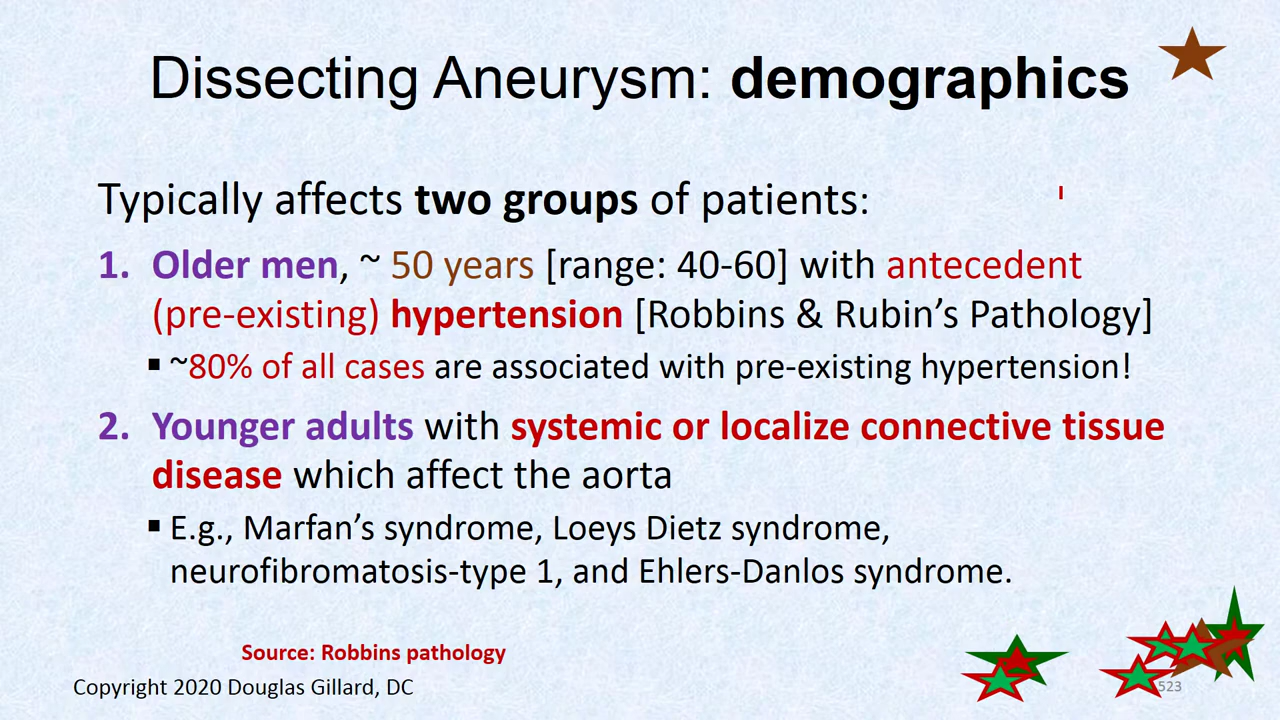 Dissecting Aneurysm: demographics
Typically affects two groups of patients:
1. Older men, ~ 50 years [range: 40-60] with antecedent
(pre-existing) hypertension [Robbins & Rubin’s Pathology]
▪ ~80% of all cases are associated with pre-existing hypertension!
2. Younger adults with systemic or localize connective tissue
disease which affect the aorta
▪ E.g., Marfan’s syndrome, Loeys Dietz syndrome,
neurofibromatosis-type 1, and Ehlers-Danlos syndrome.
Source: Robbins pathology
Copyright 2020 Douglas Gillard, DC
523